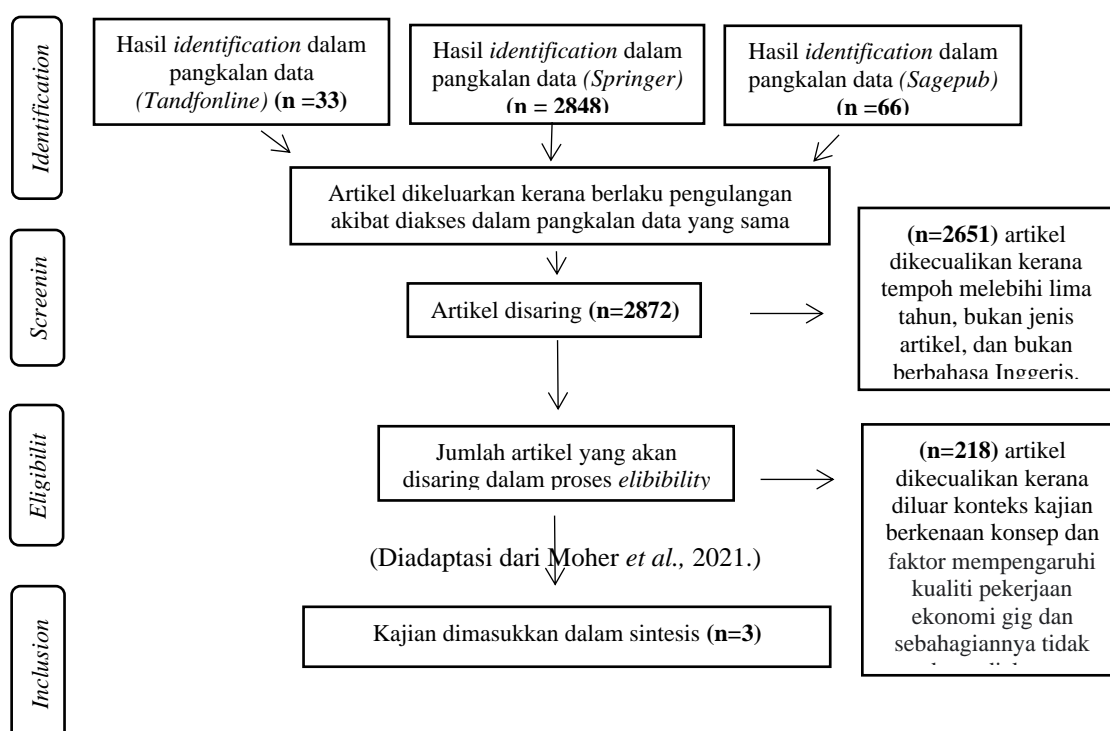 Identification
Hasil identification dalam
pangkalan data
(Tandfonline) (n =33)
Hasil identification dalam
pangkalan data (Springer)
(n = 2848)
Hasil identification dalam
pangkalan data (Sagepub)
(n =66)
Artikel dikeluarkan kerana berlaku pengulangan
akibat diakses dalam pangkalan data yang sama
Screenin
Artikel disaring (n=2872)
(n=2651) artikel
dikecualikan kerana
tempoh melebihi lima
tahun, bukan jenis
artikel, dan bukan
berbahasa Inggeris.
Eligibilit
Jumlah artikel yang akan
disaring dalam proses elibibility
(n=218) artikel
dikecualikan kerana
diluar konteks kajian
berkenaan konsep dan
faktor mempengaruhi
kualiti pekerjaan
ekonomi gig dan
sebahagiannya tidak
(Diadaptasi dari Moher et al., 2021.)
Inclusion
Kajian dimasukkan dalam sintesis (n=3)